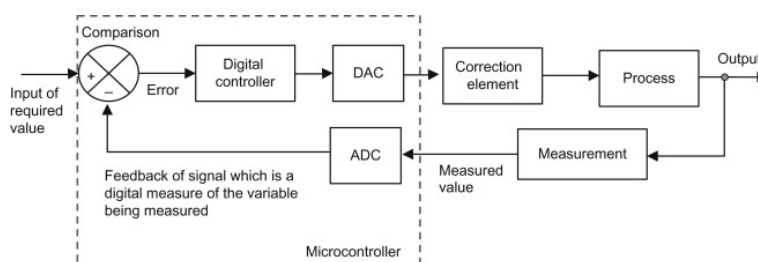 Comparison
Input of
required
value
+
−
Error
Digital
controller
DAC
Correction
element
Process
Output
Feedback of signal which is a
digital measure of the variable
being measured
ADC
Measured
value
Measurement
Microcontroller